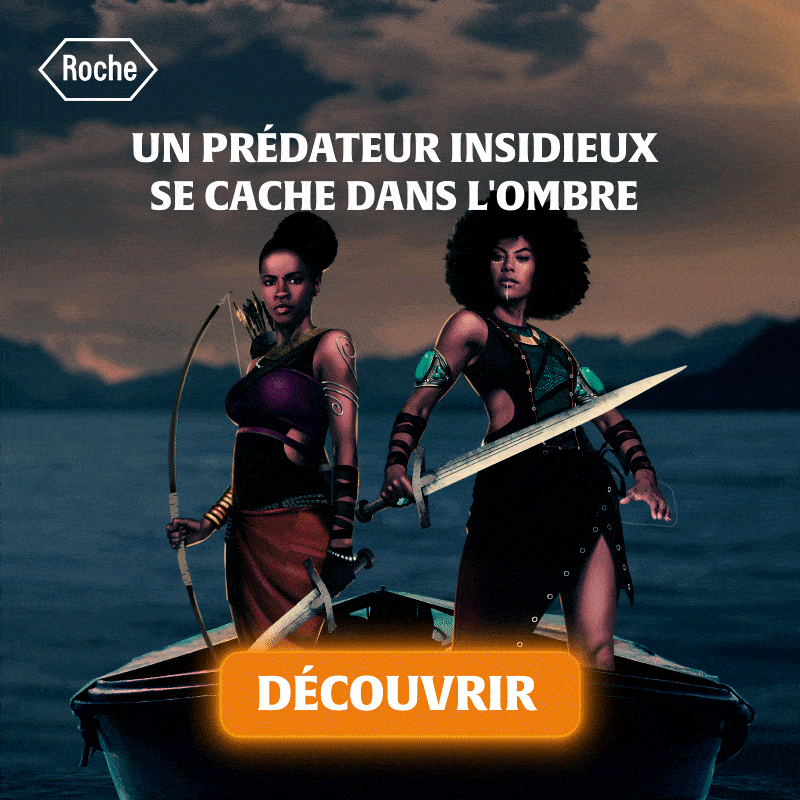 Roche
UN PRÉDATEUR INSIDIEUX
SE CACHE DANS L'OMBRE
DÉCOUVRIR